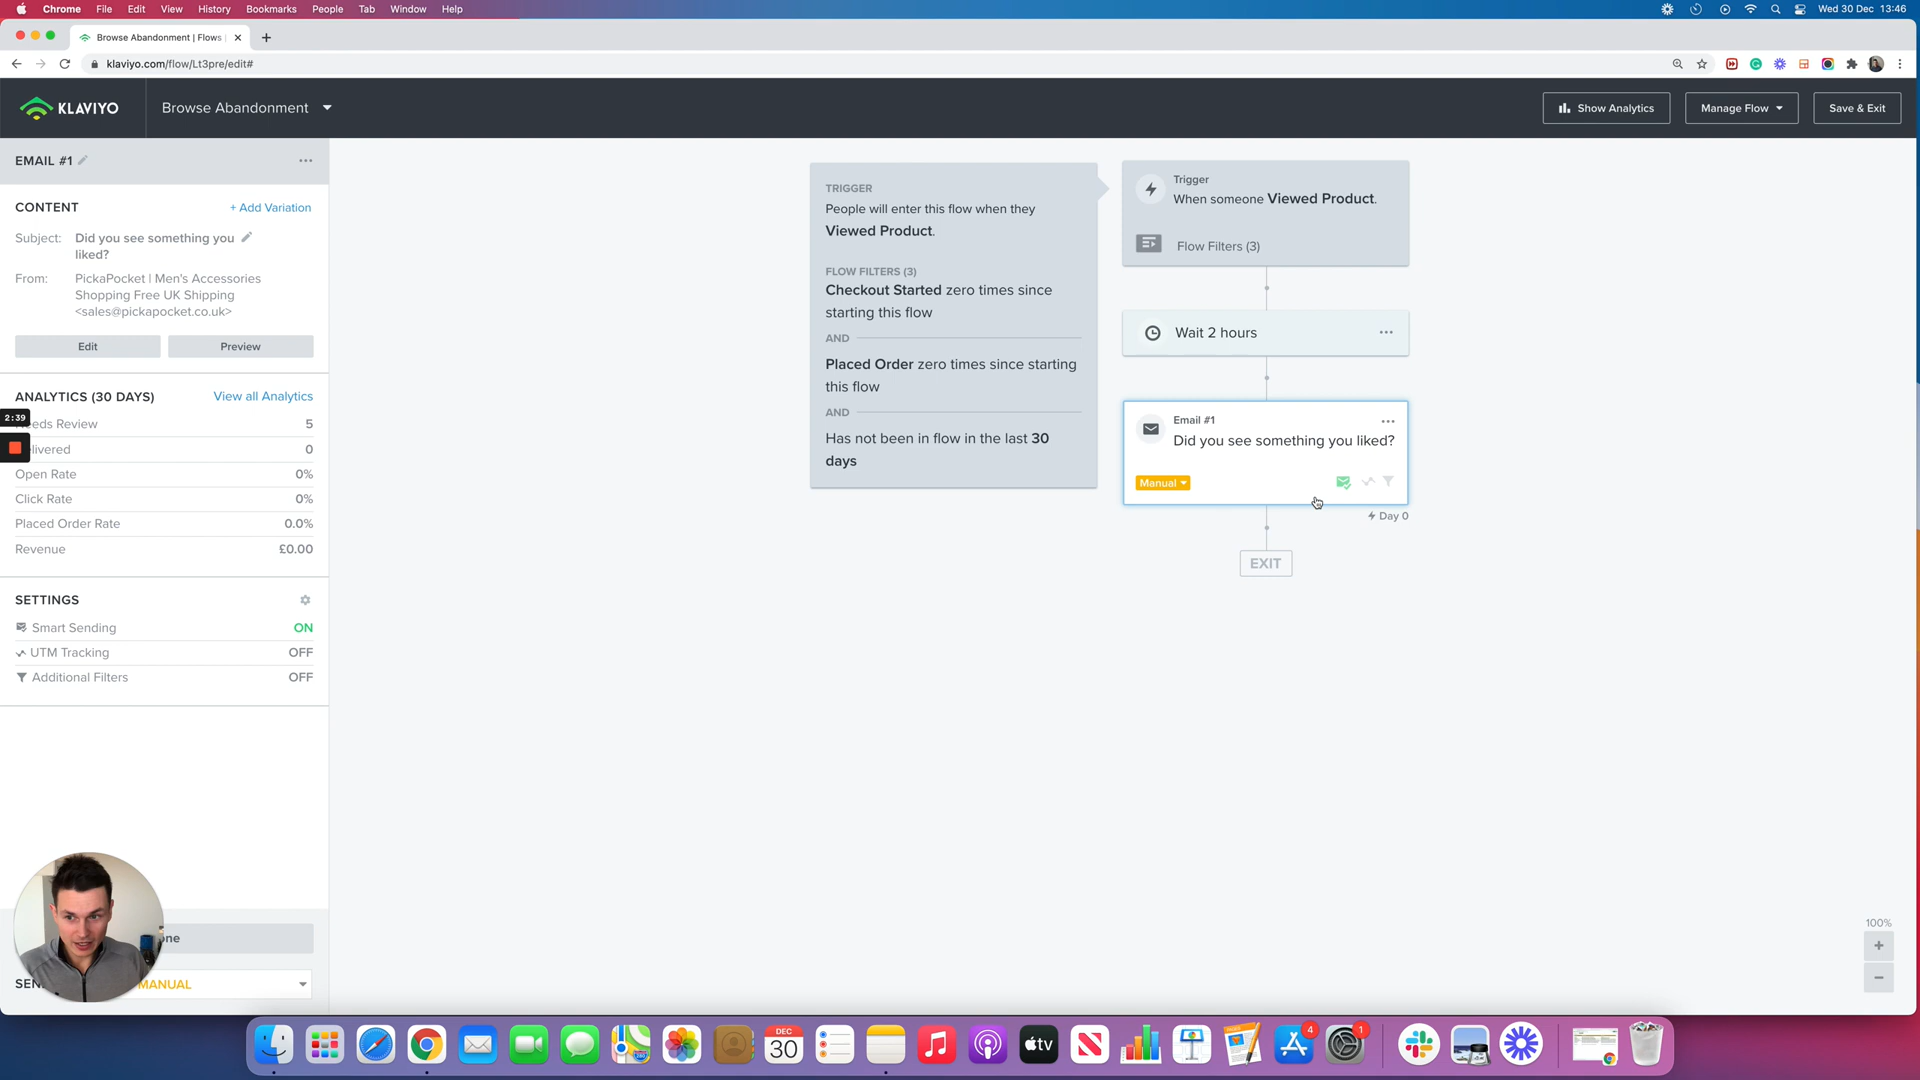 Chrome File Edit View History Bookmarks People Tab Window Help
Wed 30 Dec 13:46
Browse Abandonment | Flows
klaviyo.com/flow/Lt3pre/edit#
KLAVIYO
Browse Abandonment
Show Analytics
Manage Flow
Save & Exit
EMAIL #1
CONTENT
+ Add Variation
Subject: Did you see something you
liked?
From: PickaPocket | Men's Accessories
Shopping Free UK Shipping
<sales@pickapocket.co.uk>
Edit
Preview
ANALYTICS (30 DAYS)
View all Analytics
2:39
eeds Review 5
livered 0
Open Rate 0%
Click Rate 0%
Placed Order Rate 0.0%
Revenue £0.00
SETTINGS
Smart Sending ON
UTM Tracking OFF
Additional Filters OFF
one
SEN
MANUAL
TRIGGER
People will enter this flow when they
Viewed Product.
FLOW FILTERS (3)
Checkout Started zero times since
starting this flow
AND
Placed Order zero times since starting
this flow
AND
Has not been in flow in the last 30
days
Trigger
When someone Viewed Product.
Flow Filters (3)
Wait 2 hours
Email #1
Did you see something you liked?
Manual
Day 0
EXIT
100%
DEC
30
tv
4
1